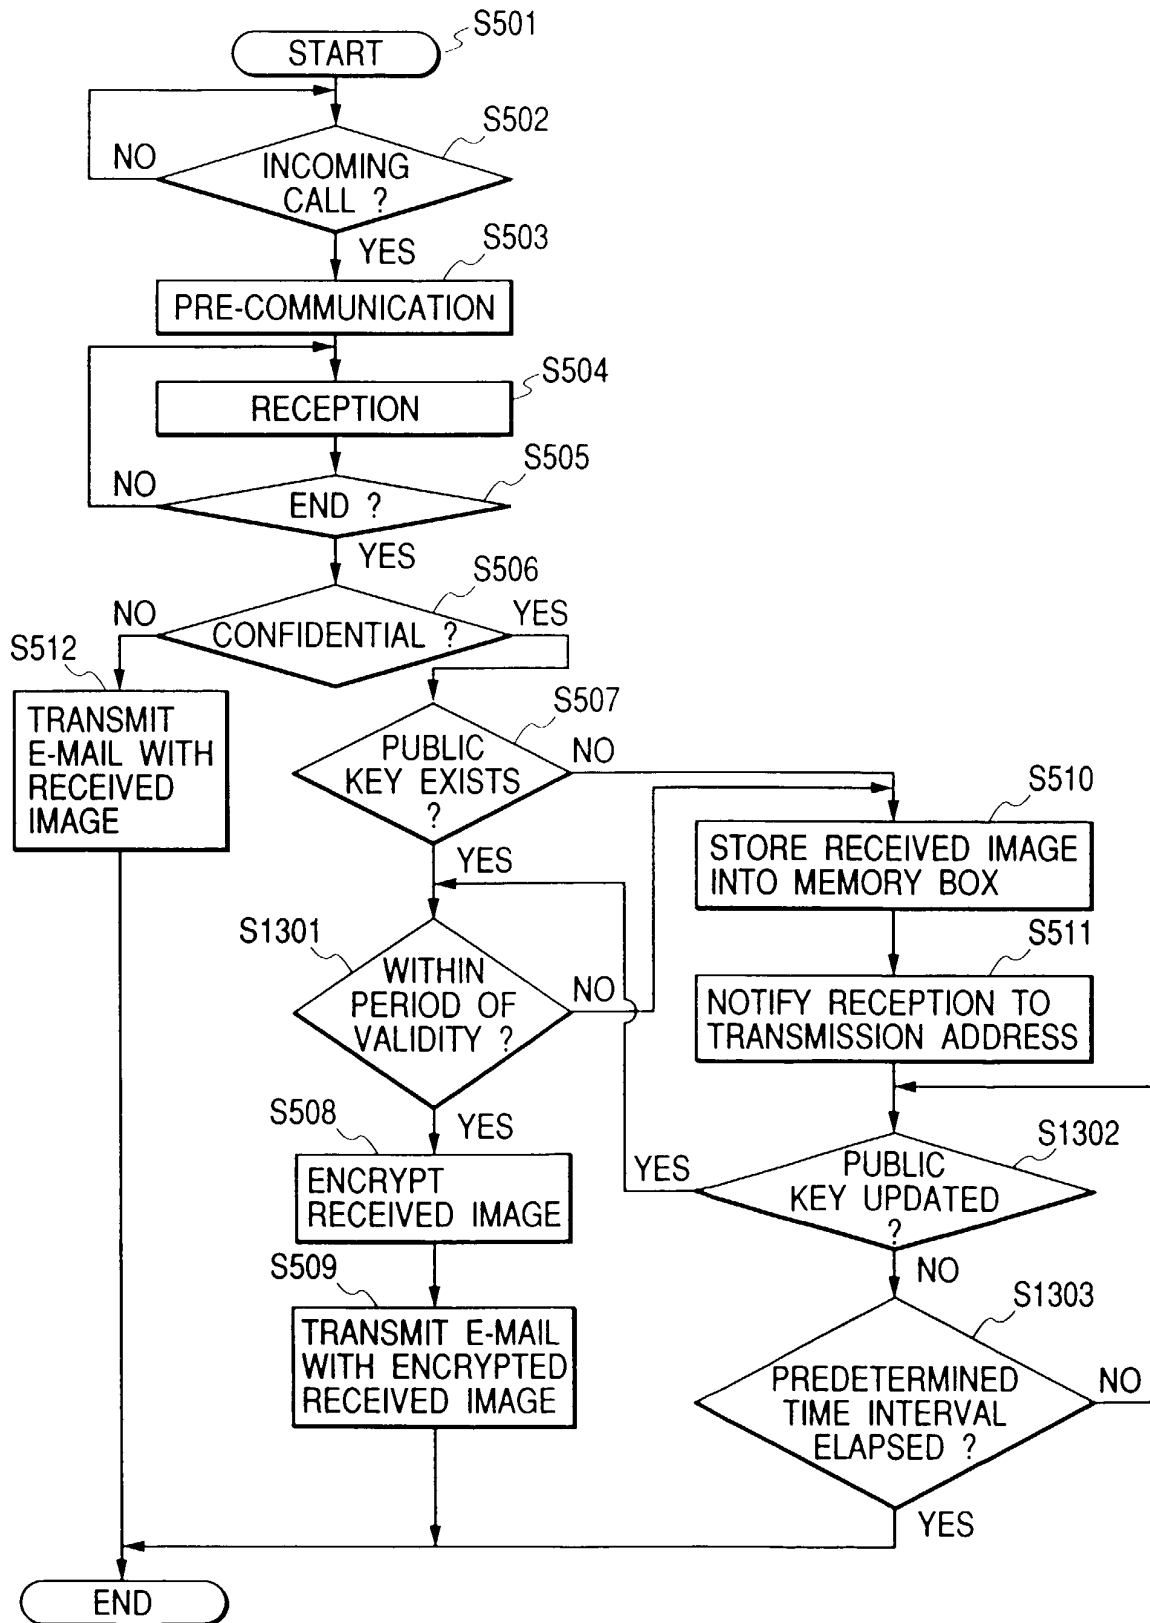 S501
START
S502
NO
INCOMING
CALL ?
YES
S503
PRE-COMMUNICATION
S504
RECEPTION
S505
NO
END ?
YES
S506
NO
YES
CONFIDENTIAL ?
S512
TRANSMIT
E-MAIL WITH
RECEIVED
IMAGE
S507
PUBLIC
KEY EXISTS
?
NO
YES
S510
STORE RECEIVED IMAGE
INTO MEMORY BOX
S511
NOTIFY RECEPTION TO
TRANSMISSION ADDRESS
S1301
WITHIN
PERIOD OF
VALIDITY ?
NO
YES
S508
ENCRYPT
RECEIVED IMAGE
S509
TRANSMIT E-MAIL
WITH ENCRYPTED
RECEIVED IMAGE
S1302
YES
PUBLIC
KEY UPDATED
?
NO
S1303
PREDETERMINED
TIME INTERVAL
ELAPSED ?
NO
YES
END